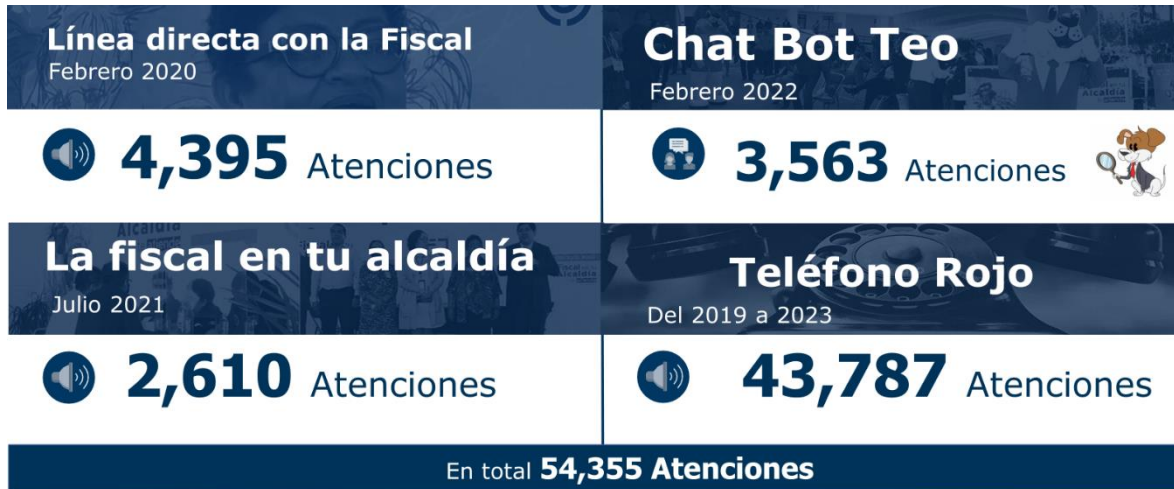 Línea directa con la Fiscal
Febrero 2020
4,395 Atenciones
Chat Bot Teo
Febrero 2022
Alcaldía
3,563 Atenciones
La fiscal en tu alcaldía
Julio 2021
Alcaldía
2,610 Atenciones
Teléfono Rojo
Del 2019 a 2023
43,787 Atenciones
En total 54,355 Atenciones